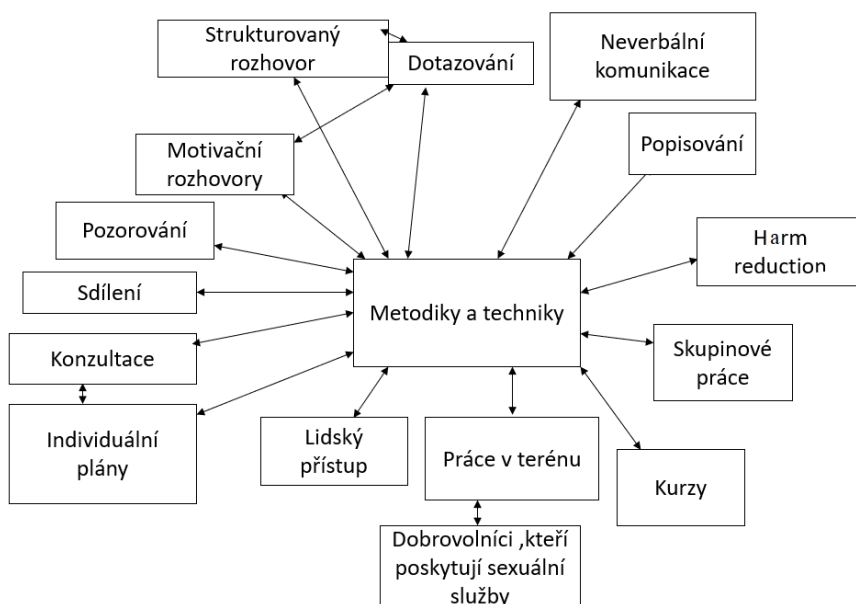 Strukturovaný
rozhovor
Dotazování
Neverbální
komunikace
Motivační
rozhovory
Popisování
Pozorování
Harm
reduction
Sdílení
Metodiky a techniky
Konzultace
Skupinové
práce
Individuální
plány
Lidský
přístup
Práce v terénu
Kurzy
Dobrovolníci ,kteří
poskytují sexuální
služby